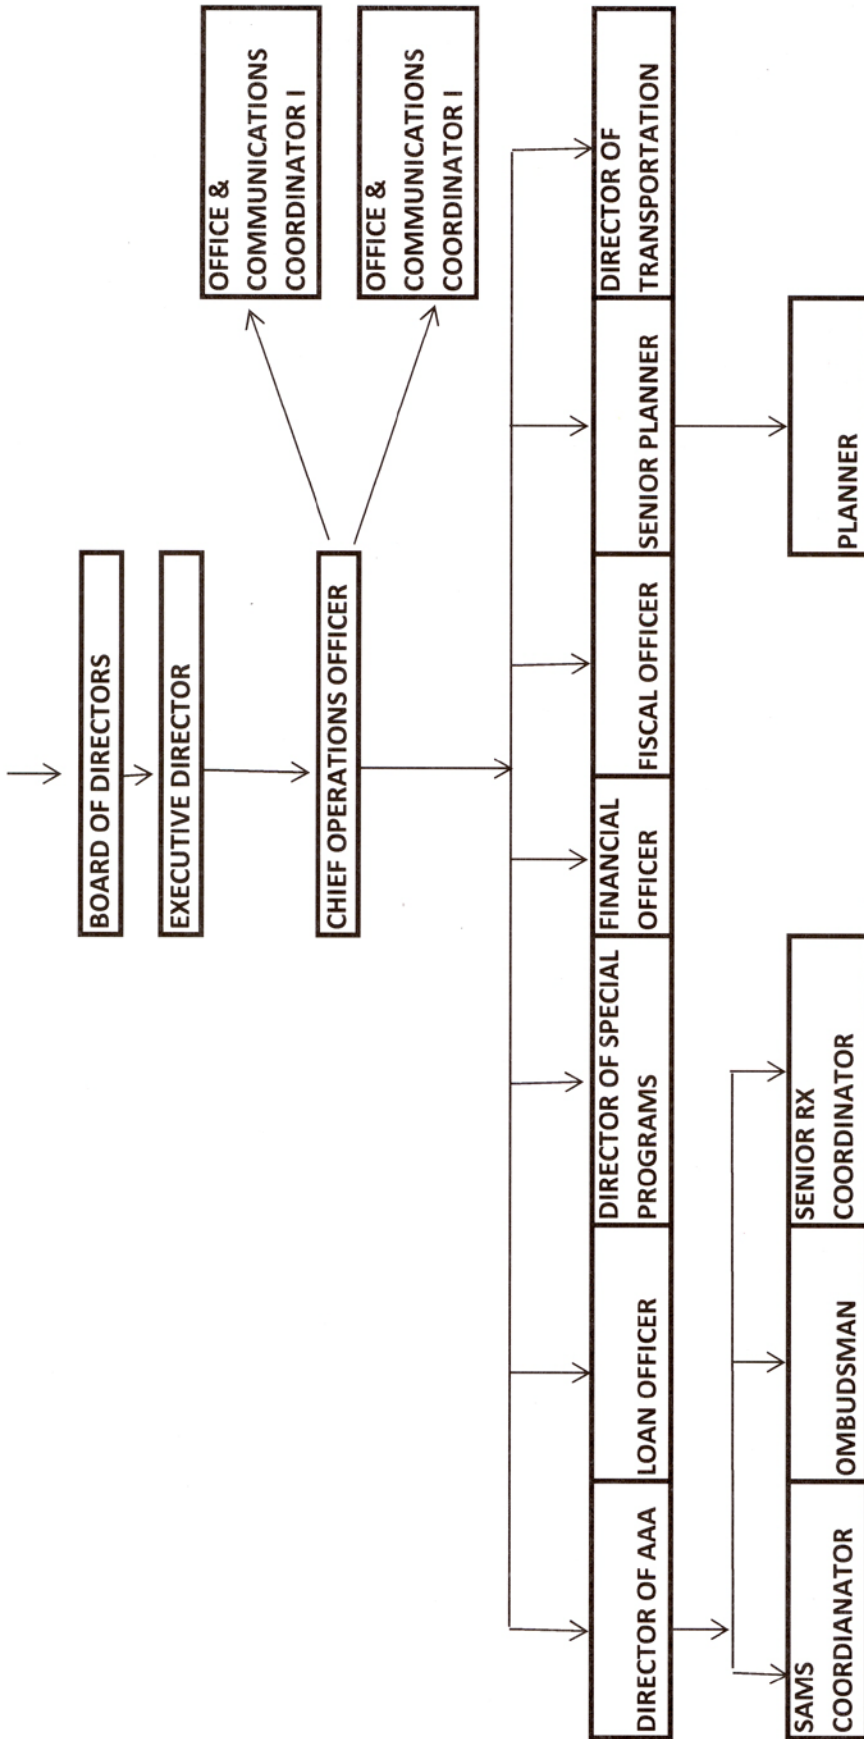 BOARD OF DIRECTORS
EXECUTIVE DIRECTOR
OFFICE &
COMMUNICATIONS
COORDINATOR I
CHIEF OPERATIONS OFFICER
OFFICE &
COMMUNICATIONS
COORDINATOR I
DIRECTOR OF AAA
LOAN OFFICER
DIRECTOR OF SPECIAL
PROGRAMS
FINANCIAL
OFFICER
FISCAL OFFICER
SENIOR PLANNER
DIRECTOR OF
TRANSPORTATION
SAMS
COORDIANATOR
OMBUDSMAN
SENIOR RX
COORDINATOR
PLANNER